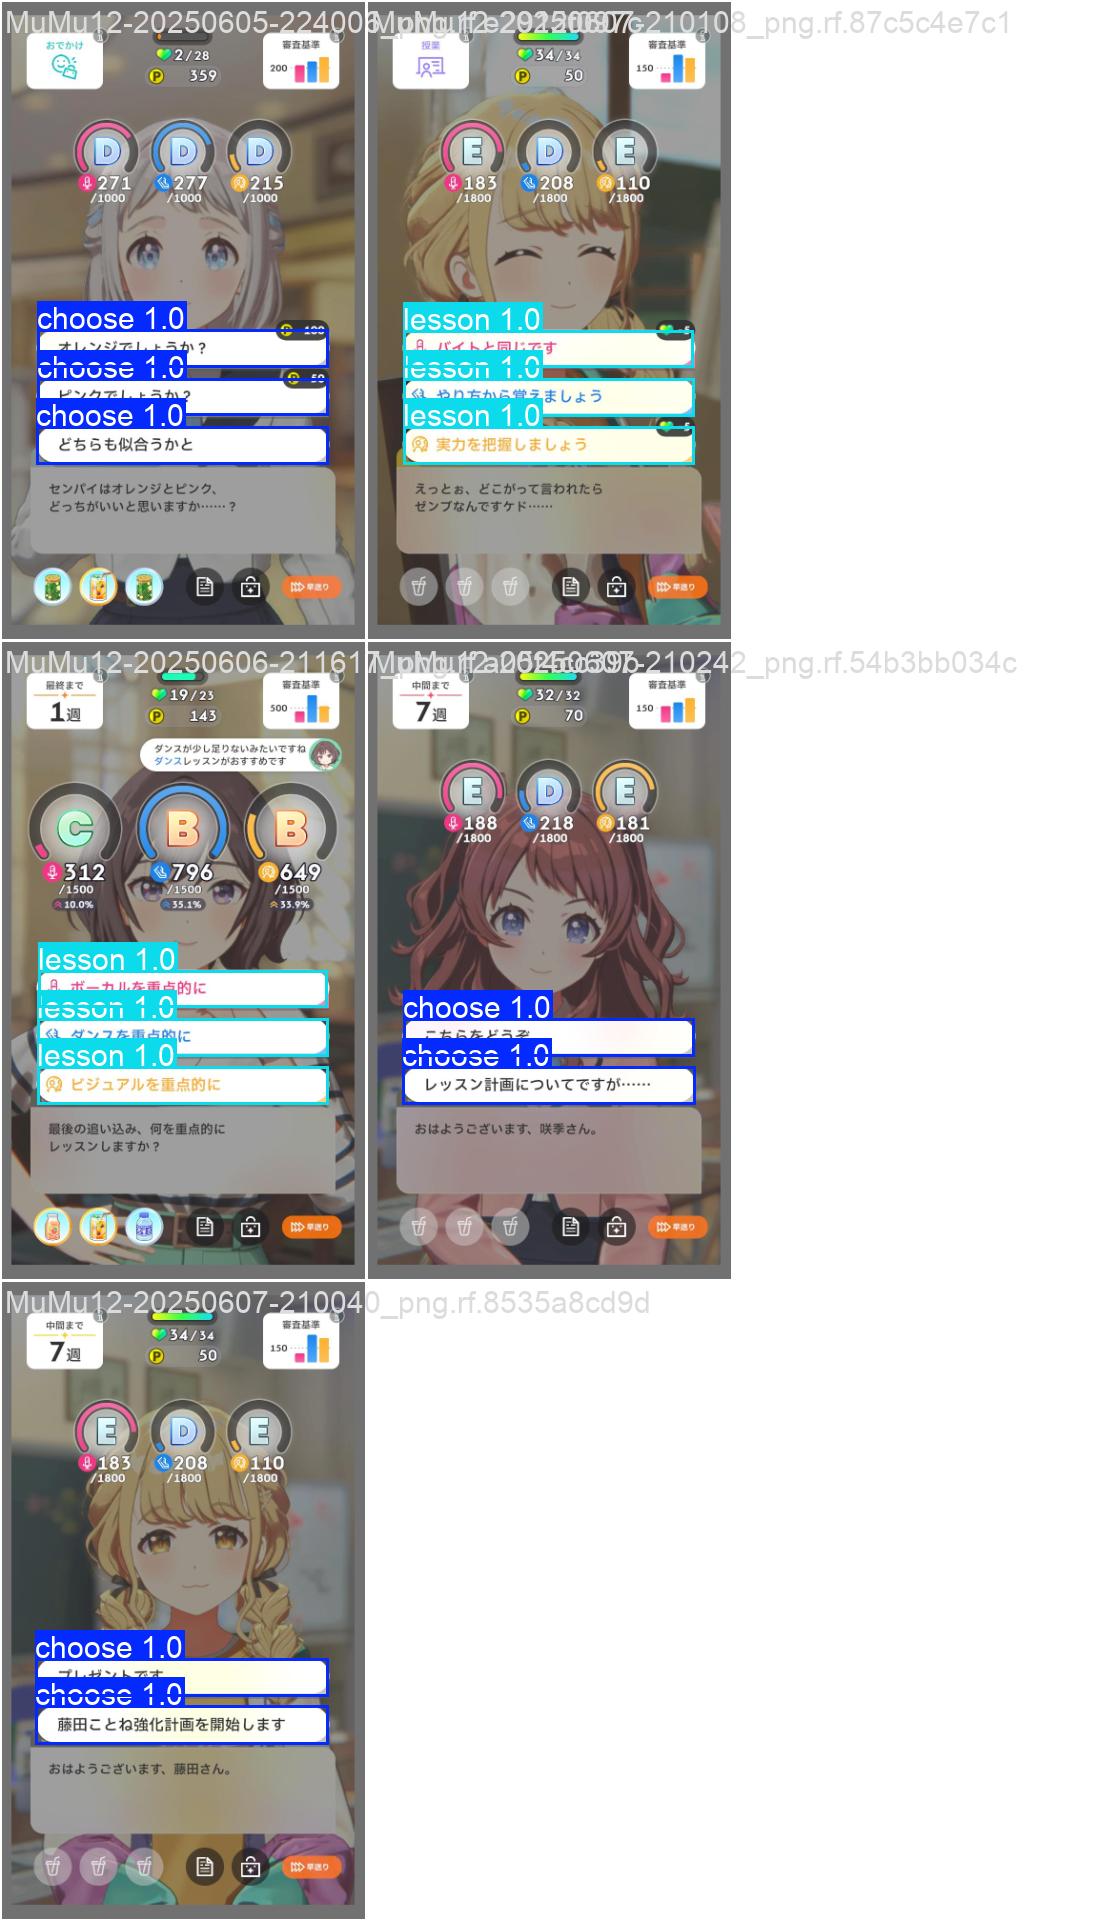 MuMu12-20250605-224006
おでかけ
2/28
P 359
審査基準
200
D
D
D
271
/1000
277
/1000
215
/1000
choose 1.0
100
オレンジでしょうか？
choose 1.0
50
ピンクでしょうか？
choose 1.0
どちらも似合うかと
センパイはオレンジとピンク、
どっちがいいと思いますか……？
早送り
-210108_png.rf.87c5c4e7c1
授業
34/34
P 50
審査基準
150
E
D
E
183
/1800
208
/1800
110
/1800
lesson 1.0
バイトと同じです
lesson 1.0
やり方から覚えましょう
lesson 1.0
5
実力を把握しましょう
えっとぉ、どこがって言われたら
ゼンブなんですケド……
早送り
MuMu12-20250606-211617
最終まで
1週
19/23
P 143
審査基準
500
ダンスが少し足りないみたいですね
ダンスレッスンがおすすめです
C
B
B
312
/1500
10.0%
796
/1500
35.1%
649
/1500
33.9%
lesson 1.0
ボーカルを重点的に
lesson 1.0
ダンスを重点的に
lesson 1.0
ビジュアルを重点的に
最後の追い込み、何を重点的に
レッスンしますか？
早送り
-210242_png.rf.54b3bb034c
中間まで
7週
32/32
P 70
審査基準
150
E
D
E
188
/1800
218
/1800
181
/1800
choose 1.0
こちらをどうぞ
choose 1.0
レッスン計画についてですが……
おはようございます、咲季さん。
早送り
MuMu12-20250607-210040_png.rf.8535a8cd9d
中間まで
7週
34/34
P 50
審査基準
150
E
D
E
183
/1800
208
/1800
110
/1800
choose 1.0
プレゼントです
choose 1.0
藤田ことね強化計画を開始します
おはようございます、藤田さん。
早送り